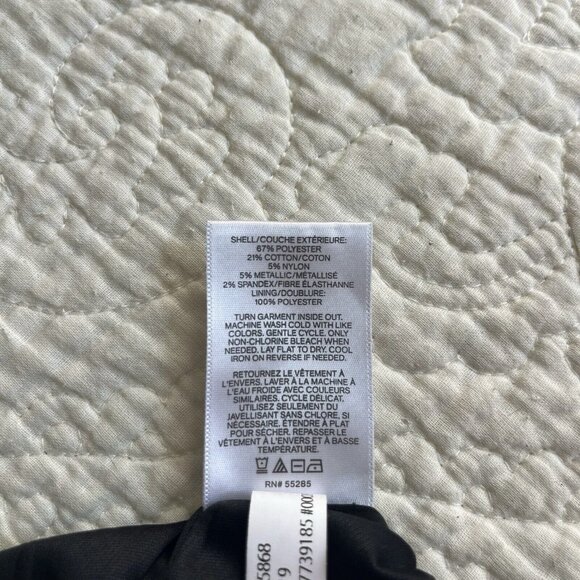 SHELL/COUCHE EXTÉRIEURE:
67% POLYESTER
21% COTTON/COTON
5% NYLON
5% METALLIC/MÉTALLISÉ
2% SPANDEX/FIBRE ÉLASTHANNE
LINING/DOUBLURE:
100% POLYESTER
TURN GARMENT INSIDE OUT.
MACHINE WASH COLD WITH LIKE
COLORS. GENTLE CYCLE. ONLY
NON-CHLORINE BLEACH WHEN
NEEDED. LAY FLAT TO DRY. COOL
IRON ON REVERSE IF NEEDED.
RETOURNEZ LE VÊTEMENT À
L'ENVERS. LAVER À LA MACHINE À
L'EAU FROIDE AVEC COULEURS
SIMILAIRES. CYCLE DÉLICAT.
UTILISEZ SEULEMENT DU
JAVELLISANT SANS CHLORE, SI
NÉCESSAIRE. ÉTENDRE À PLAT
POUR SÉCHER. REPASSER LE
VÊTEMENT À L'ENVERS ET À BASSE
TEMPÉRATURE.
RN# 55285
5868
9
7739185 #000